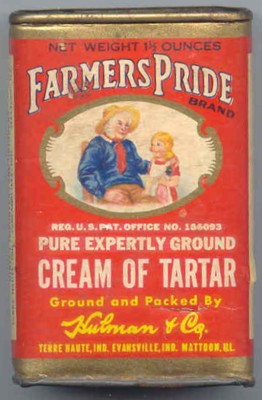 NET WEIGHT 1½ OUNCES
FARMERS PRIDE
BRAND
REG. U.S. PAT. OFFICE NO. 156093
PURE EXPERTLY GROUND
CREAM OF TARTAR
Ground and Packed By
Hulman & Co.
TERRE HAUTE, IND. EVANSVILLE, IND. MATTOON, ILL.